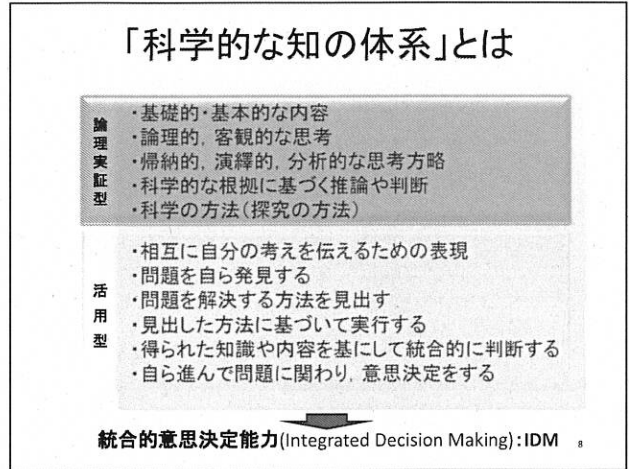 「科学的な知の体系」とは
論理実証型
・基礎的・基本的な内容
・論理的, 客観的な思考
・帰納的, 演繹的, 分析的な思考方略
・科学的な根拠に基づく推論や判断
・科学の方法(探究の方法)
活用型
・相互に自分の考えを伝えるための表現
・問題を自ら発見する
・問題を解決する方法を見出す
・見出した方法に基づいて実行する
・得られた知識や内容を基にして統合的に判断する
・自ら進んで問題に関わり, 意思決定をする
統合的意思決定能力(Integrated Decision Making):IDM
8